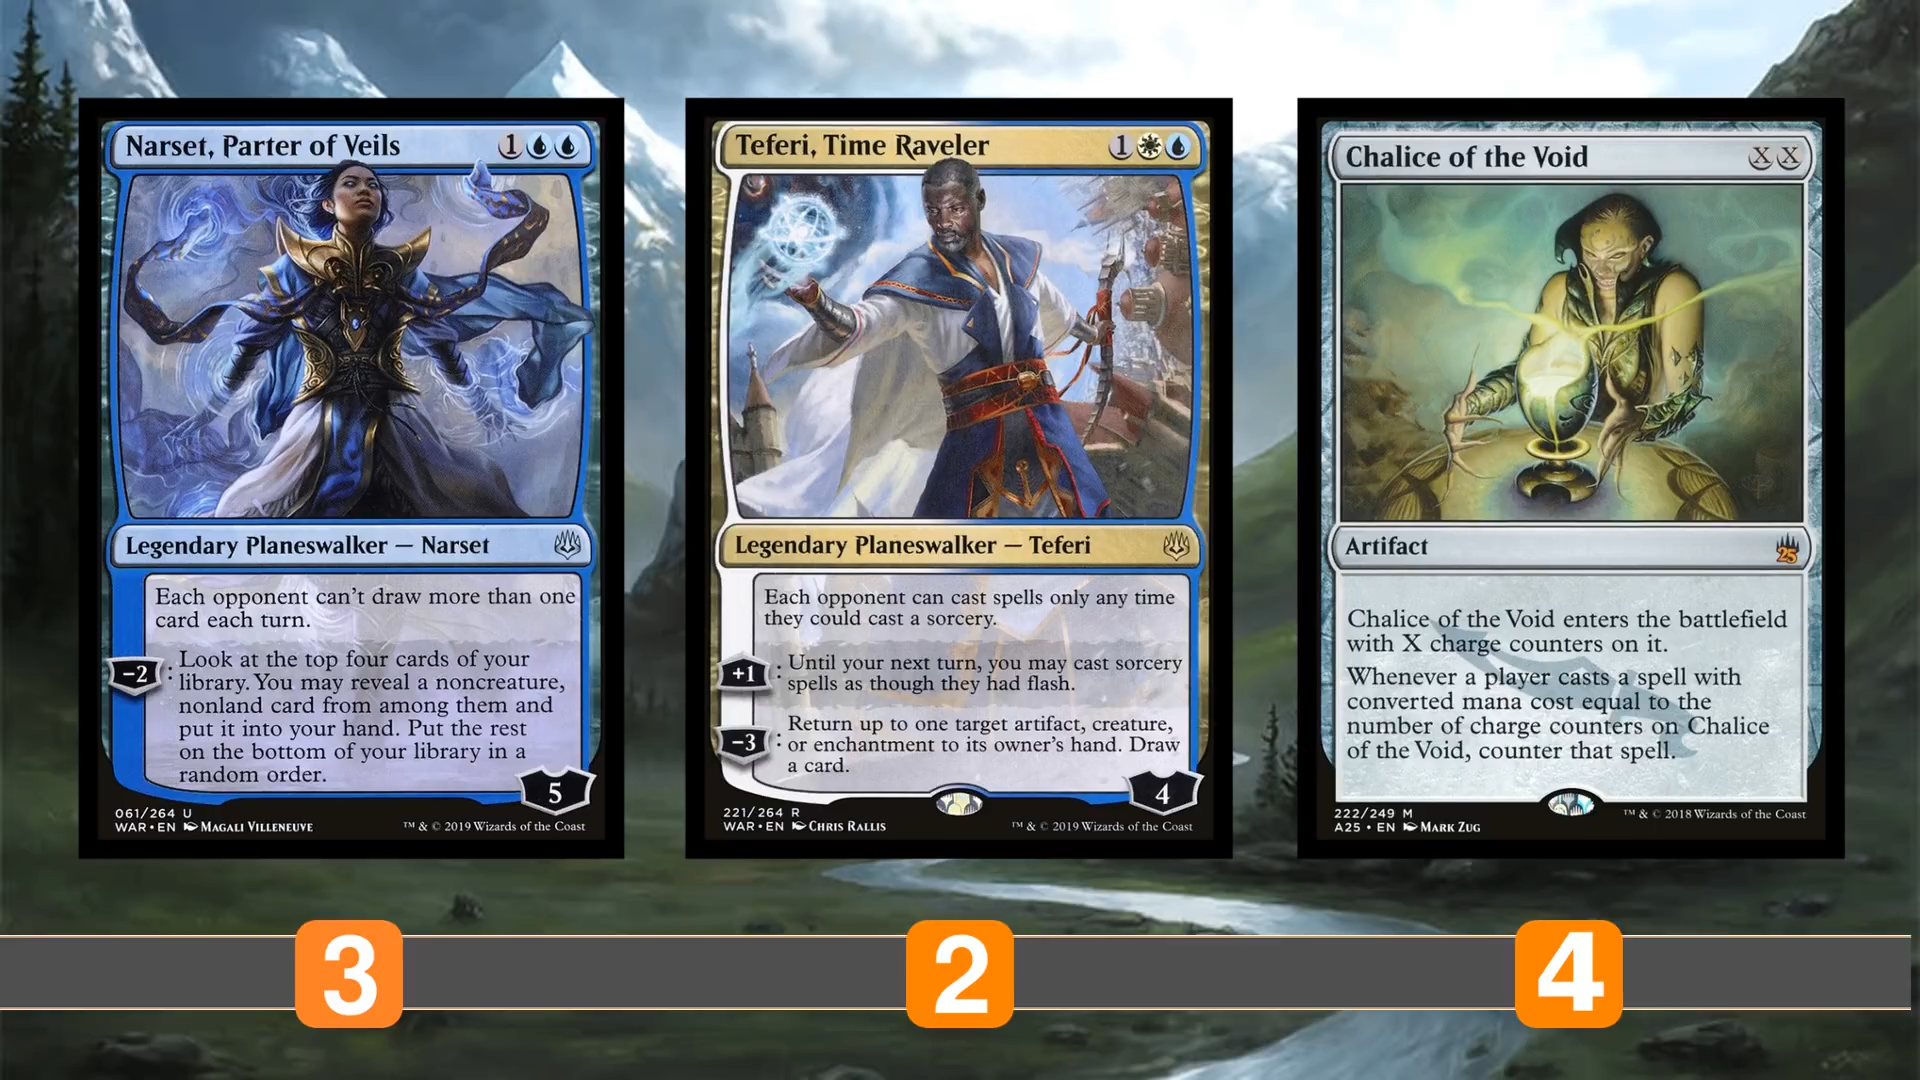 Narset, Parter of Veils 1
Legendary Planeswalker — Narset
Each opponent can't draw more than one
card each turn.
−2: Look at the top four cards of your
library. You may reveal a noncreature,
nonland card from among them and
put it into your hand. Put the rest
on the bottom of your library in a
random order.
5
061/264 U
WAR • EN Magali Villeneuve ™ & © 2019 Wizards of the Coast
3
Teferi, Time Raveler 1
Legendary Planeswalker — Teferi
Each opponent can cast spells only any time
they could cast a sorcery.
+1: Until your next turn, you may cast sorcery
spells as though they had flash.
−3: Return up to one target artifact, creature,
or enchantment to its owner's hand. Draw
a card.
4
221/264 R
WAR • EN Chris Rallis ™ & © 2019 Wizards of the Coast
2
Chalice of the Void X X
Artifact 25
Chalice of the Void enters the battlefield
with X charge counters on it.
Whenever a player casts a spell with
converted mana cost equal to the
number of charge counters on Chalice
of the Void, counter that spell.
222/249 M ™ & © 2018 Wizards of the Coast
A25 • EN Mark Zug
4